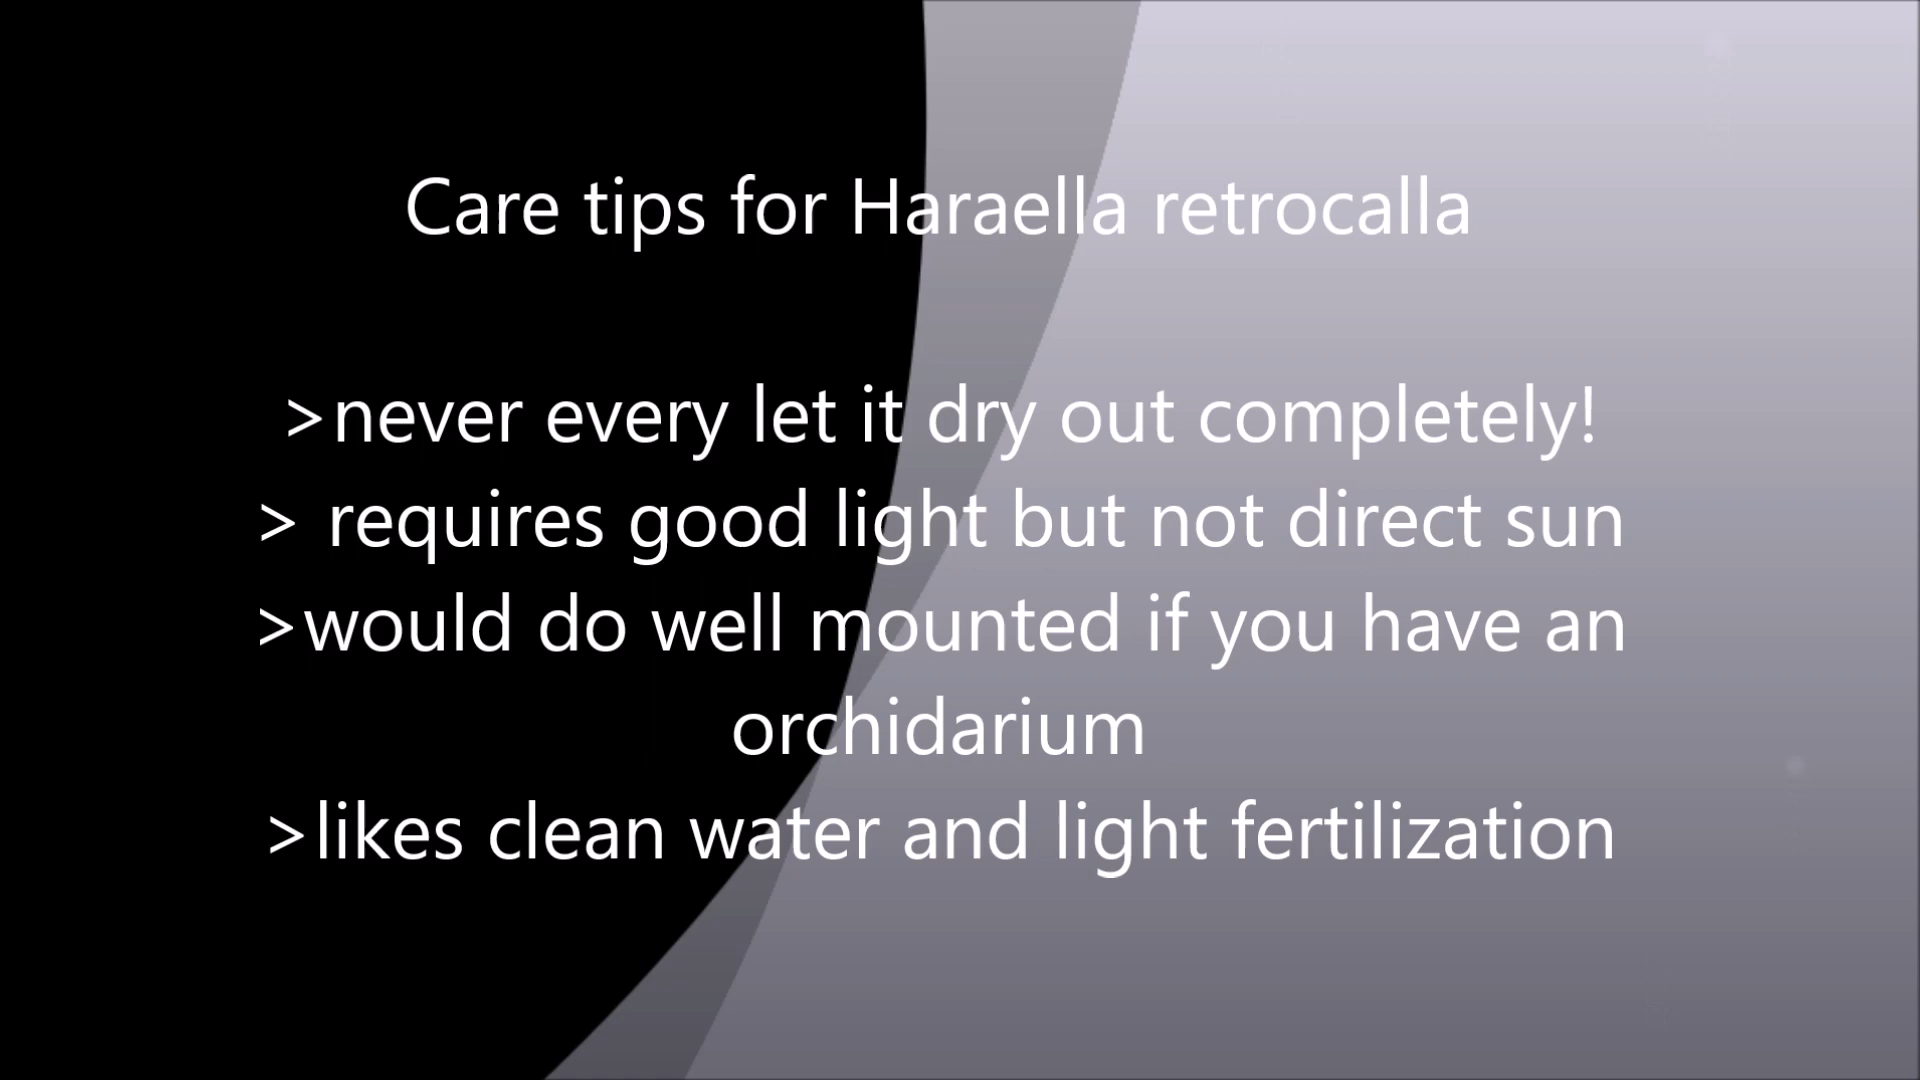 Care tips for Haraella retrocalla
>never every let it dry out completely!
> requires good light but not direct sun
>would do well mounted if you have an
orchidarium
>likes clean water and light fertilization